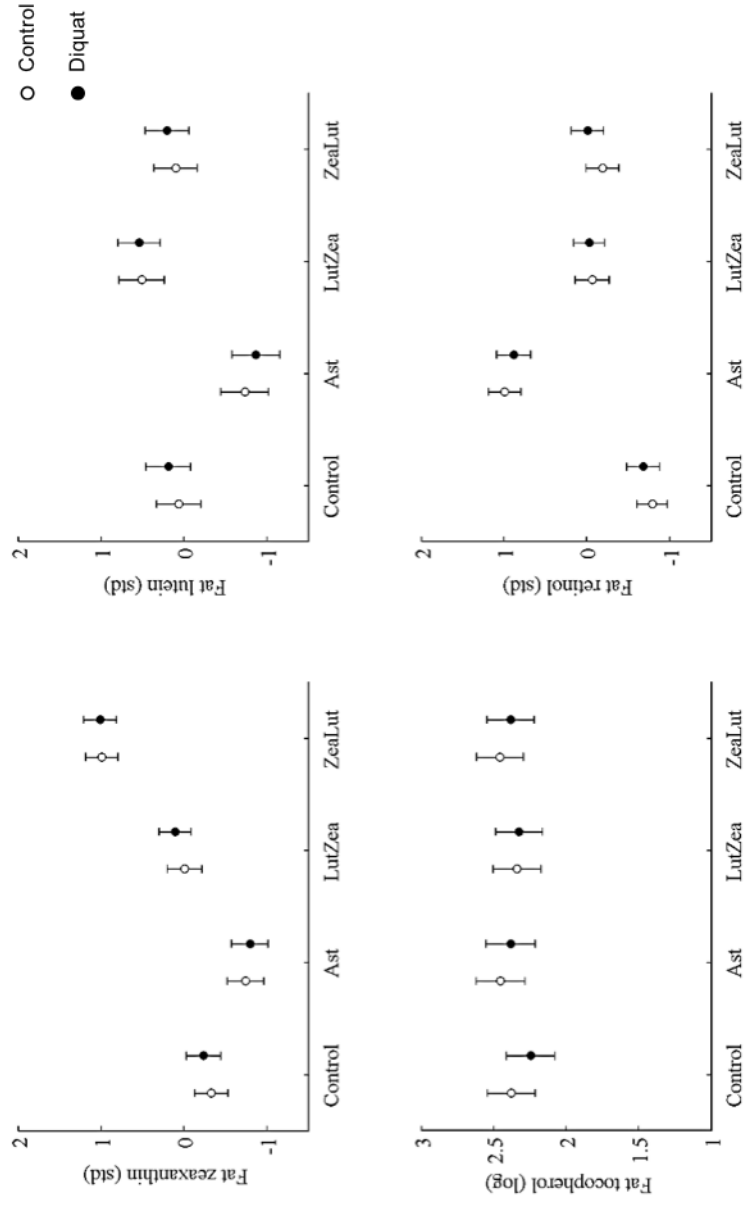 Control
Diquat
Fat zeaxanthin (std)
2
1
0
-1
Control
Ast
LutZea
ZeaLut
Fat lutein (std)
2
1
0
-1
Control
Ast
LutZea
ZeaLut
Fat tocopherol (log)
3
2.5
2
1.5
1
Control
Ast
LutZea
ZeaLut
Fat retinol (std)
2
1
0
-1
Control
Ast
LutZea
ZeaLut